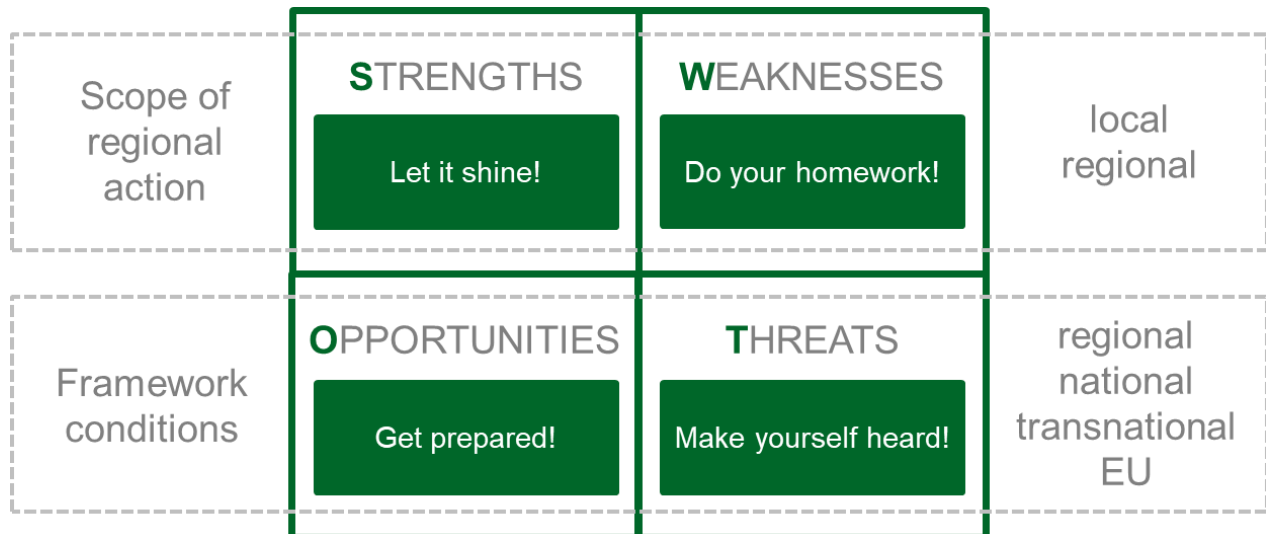 Scope of
regional
action
STRENGTHS
Let it shine!
WEAKNESSES
Do your homework!
local
regional
Framework
conditions
OPPORTUNITIES
Get prepared!
THREATS
Make yourself heard!
regional
national
transnational
EU